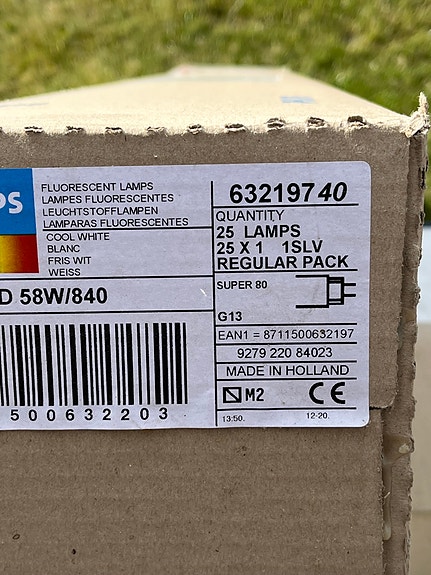 PS
FLUORESCENT LAMPS
LAMPES FLUORESCENTES
LEUCHTSTOFFLAMPEN
LAMPARAS FLUORESCENTES
COOL WHITE
BLANC
FRIS WIT
WEISS
D 58W/840
500632203
63219740
QUANTITY
25 LAMPS
25 X 1 1SLV
REGULAR PACK
SUPER 80
G13
EAN1 = 8711500632197
9279 220 84023
MADE IN HOLLAND
M2 CE
13:50. 12-20.